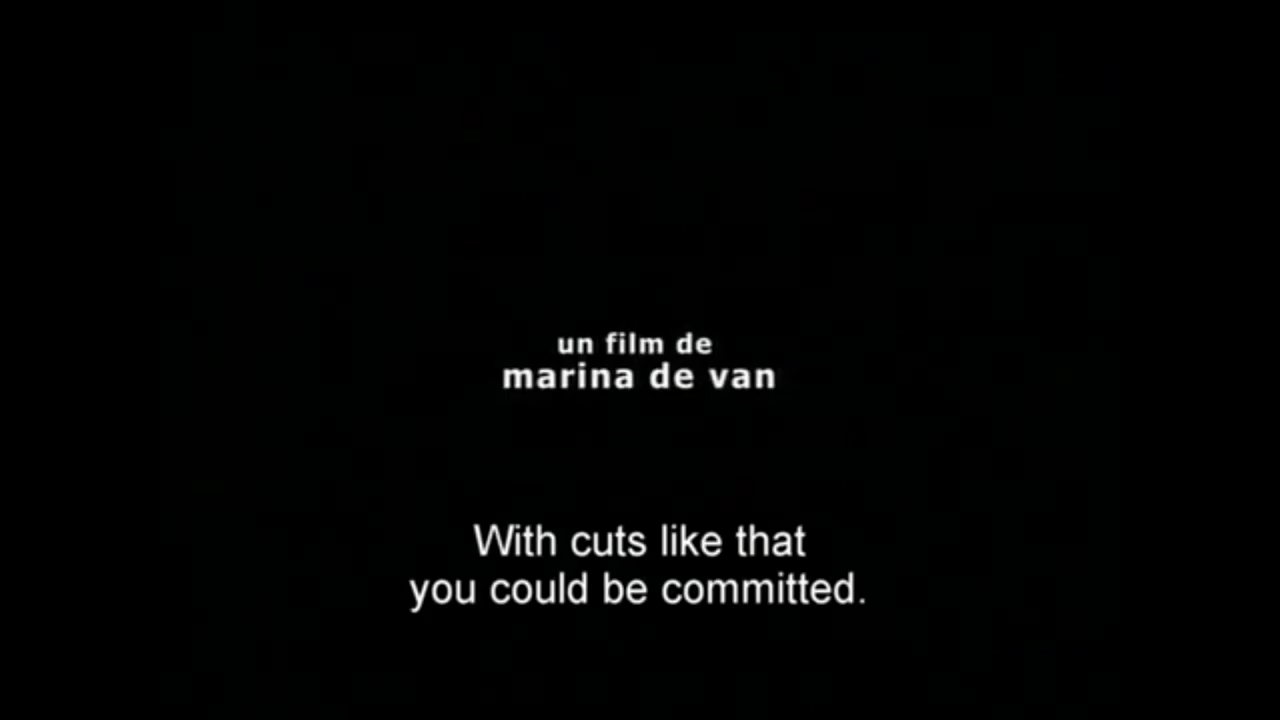 un film de
marina de van
With cuts like that
you could be committed.